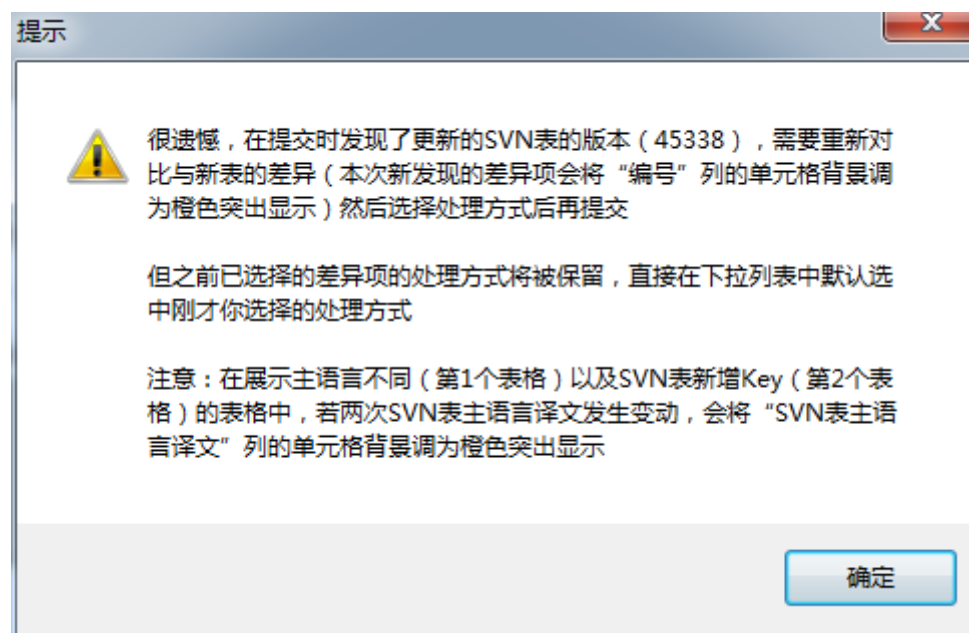 提示
很遗憾，在提交时发现了更新的SVN表的版本（45338），需要重新对
比与新表的差异（本次新发现的差异项会将“编号”列的单元格背景调
为橙色突出显示）然后选择处理方式后再提交
但之前已选择的差异项的处理方式将被保留，直接在下拉列表中默认选
中刚才你选择的处理方式
注意：在展示主语言不同（第1个表格）以及SVN表新增Key（第2个表
格）的表格中，若两次SVN表主语言译文发生变动，会将“SVN表主语
言译文”列的单元格背景调为橙色突出显示
确定